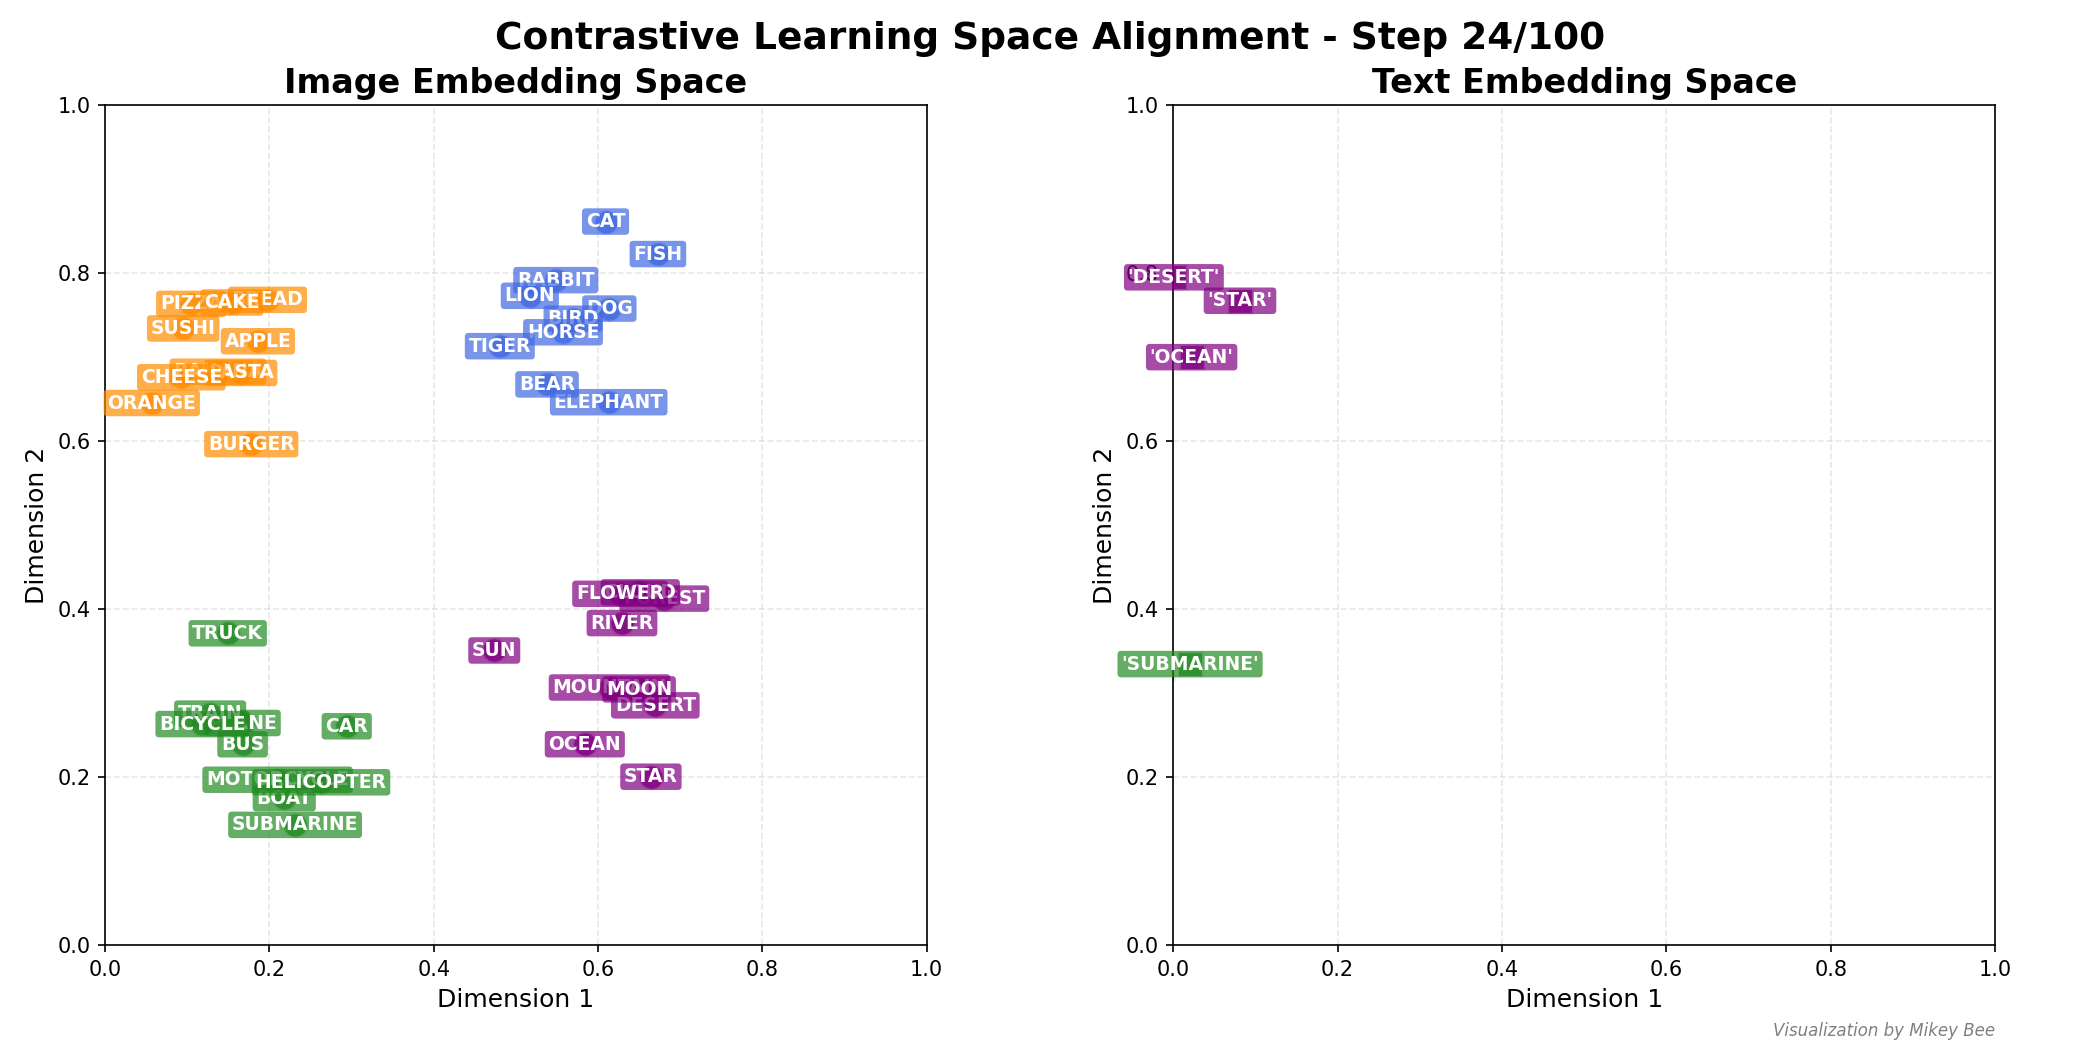 Contrastive Learning Space Alignment - Step 24/100
Image Embedding Space
1.0
0.8
0.6
0.4
0.2
0.0
0.0 0.2 0.4 0.6 0.8 1.0
Dimension 1
Dimension 2
CAT
FISH
RABBIT
LION
DOG
BIRD
HORSE
TIGER
BEAR
ELEPHANT
CAKE
SUSHI
APPLE
CHEESE
ORANGE
BURGER
FLOWER
RIVER
SUN
MOON
DESERT
OCEAN
STAR
TRUCK
TRAIN
BICYCLE
CAR
BUS
HELICOPTER
BOAT
SUBMARINE
Text Embedding Space
1.0
0.8
0.6
0.4
0.2
0.0
0.0 0.2 0.4 0.6 0.8 1.0
Dimension 1
Dimension 2
'DESERT'
'STAR'
'OCEAN'
'SUBMARINE'
Visualization by Mikey Bee